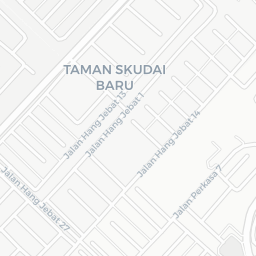 TAMAN SKUDAI
BARU
Jalan Hang Jebat 13
Jalan Hang Jebat 1
Jalan Hang Jebat 14
Jalan Perkasa 7
Jalan Hang Jebat 27